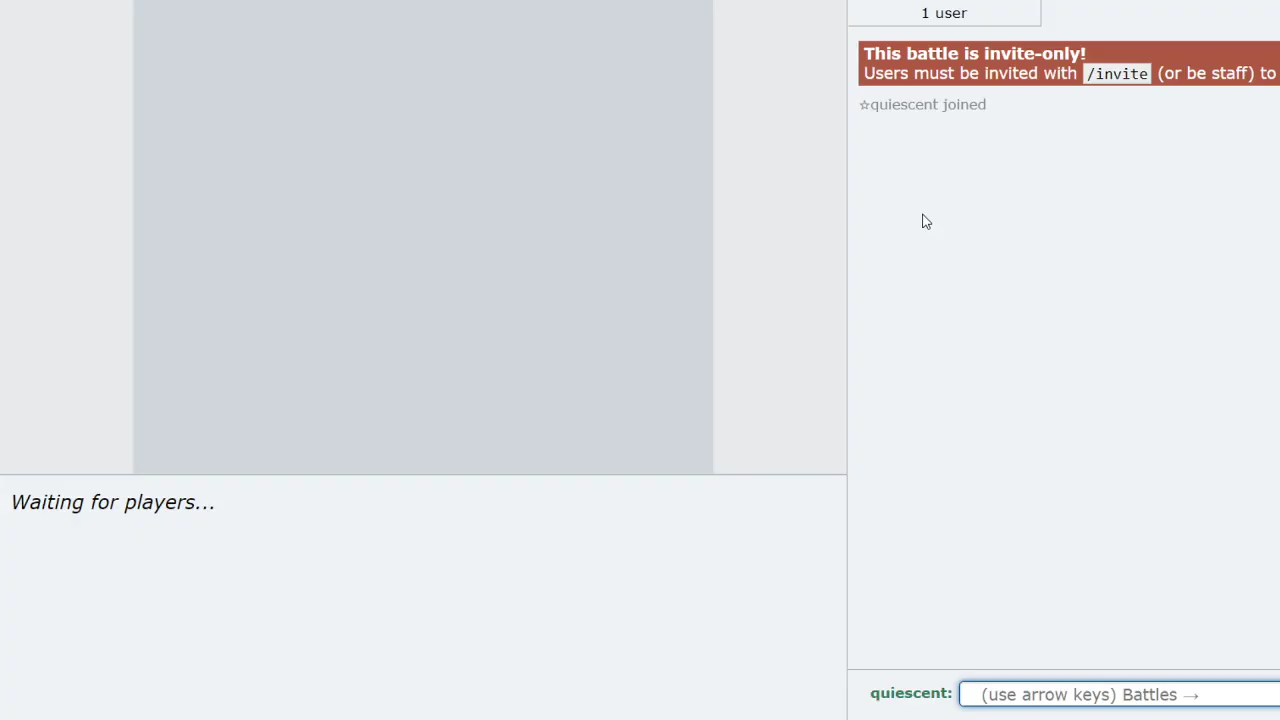 1 user
This battle is invite-only!
Users must be invited with /invite (or be staff) to
☆quiescent joined
Waiting for players...
quiescent: (use arrow keys) Battles →